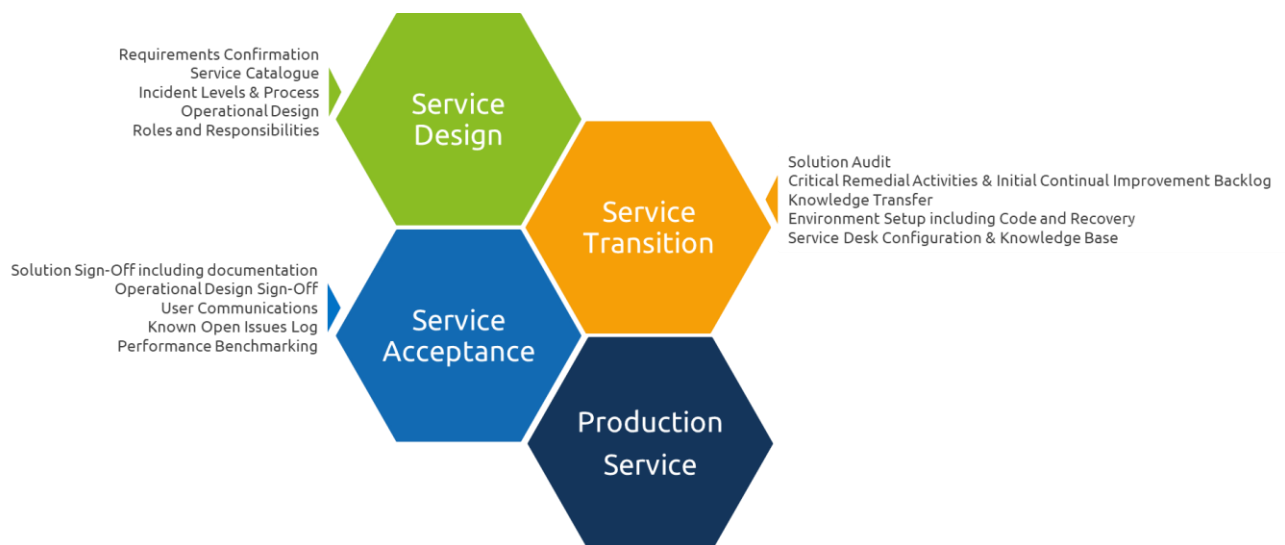 Requirements Confirmation
Service Catalogue
Incident Levels & Process
Operational Design
Roles and Responsibilities
Service
Design
Solution Audit
Critical Remedial Activities & Initial Continual Improvement Backlog
Knowledge Transfer
Environment Setup including Code and Recovery
Service Desk Configuration & Knowledge Base
Service
Transition
Solution Sign-Off including documentation
Operational Design Sign-Off
User Communications
Known Open Issues Log
Performance Benchmarking
Service
Acceptance
Production
Service